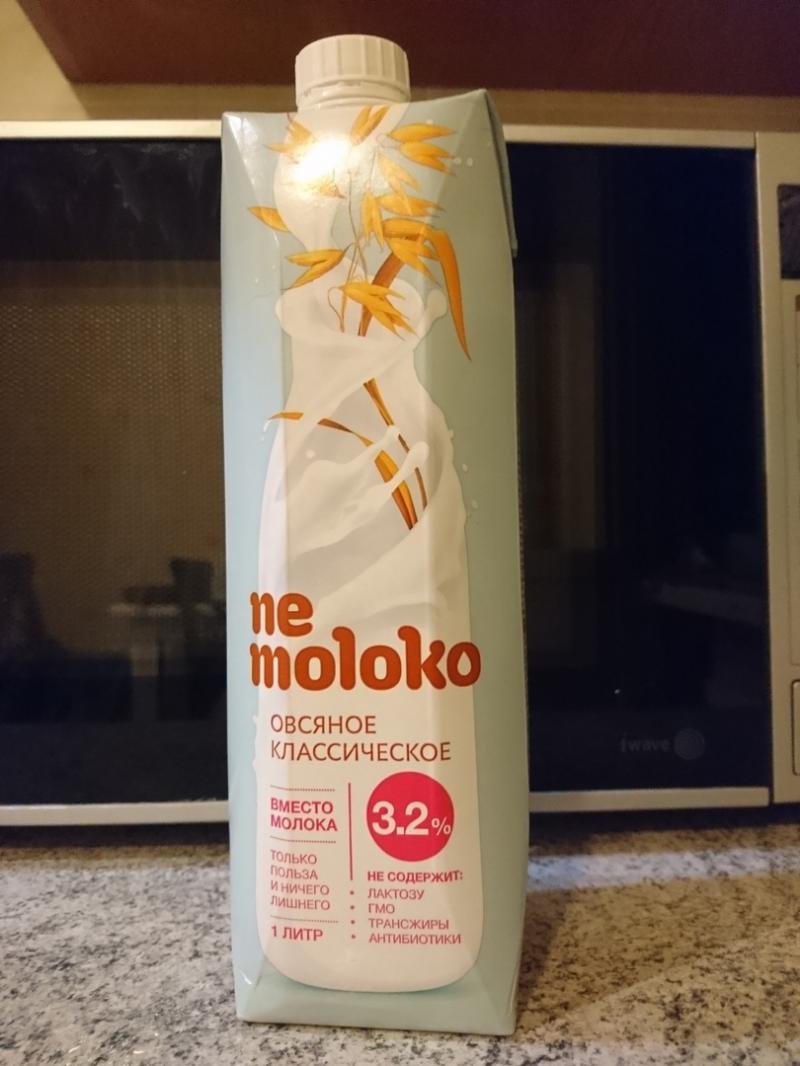 ne
moloko
ОВСЯНОЕ
КЛАССИЧЕСКОЕ
ВМЕСТО
МОЛОКА
3.2%
ТОЛЬКО
ПОЛЬЗА
И НИЧЕГО
ЛИШНЕГО
1 ЛИТР
НЕ СОДЕРЖИТ:
• ЛАКТОЗУ
• ГМО
• ТРАНСЖИРЫ
• АНТИБИОТИКИ
iwave